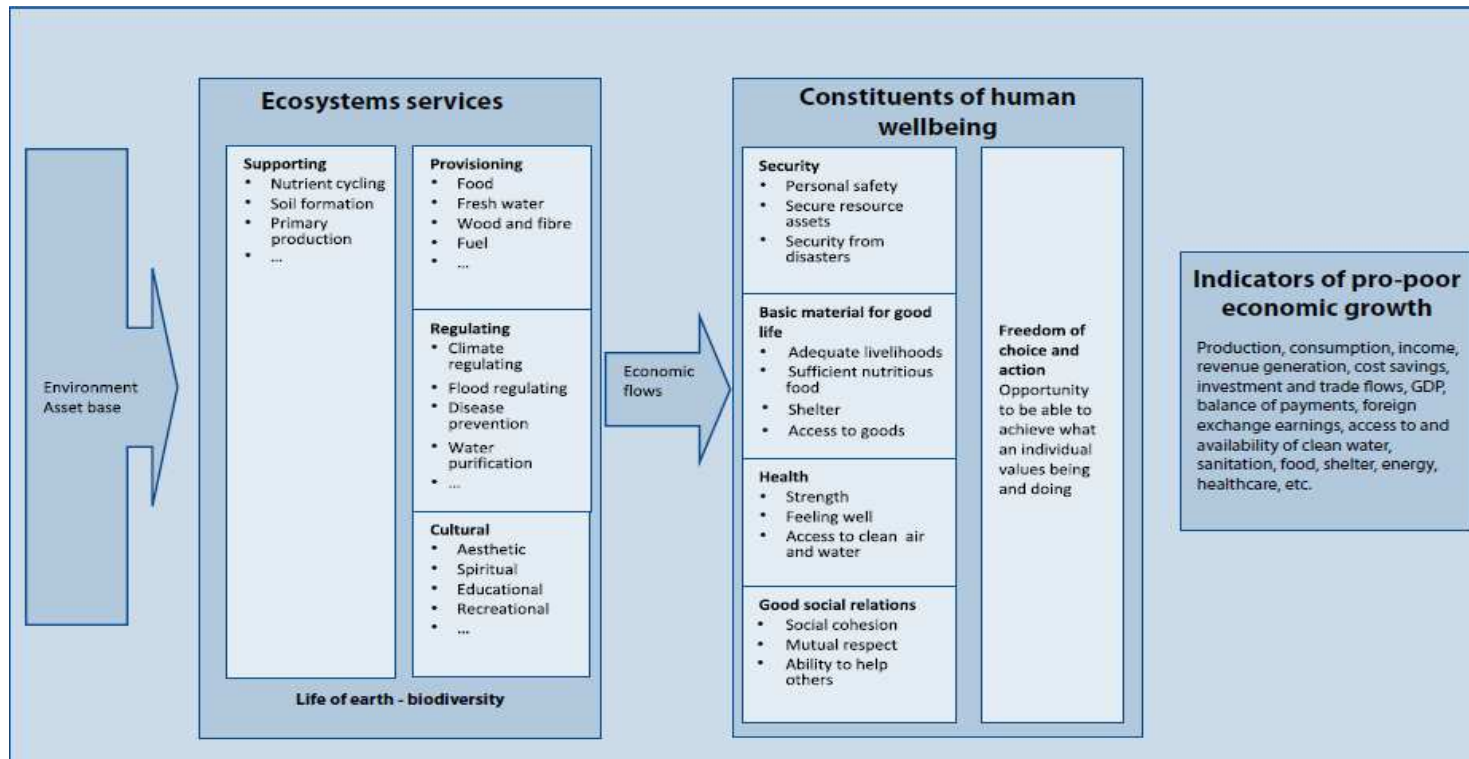 Environment
Asset base
Ecosystems services
Supporting
• Nutrient cycling
• Soil formation
• Primary
production
• ...
Provisioning
• Food
• Fresh water
• Wood and fibre
• Fuel
• ...
Regulating
• Climate
regulating
• Flood regulating
• Disease
prevention
• Water
purification
• ...
Cultural
• Aesthetic
• Spiritual
• Educational
• Recreational
• ...
Life of earth - biodiversity
Economic
flows
Constituents of human
wellbeing
Security
• Personal safety
• Secure resource
assets
• Security from
disasters
Basic material for good
life
• Adequate livelihoods
• Sufficient nutritious
food
• Shelter
• Access to goods
Health
• Strength
• Feeling well
• Access to clean air
and water
Good social relations
• Social cohesion
• Mutual respect
• Ability to help
others
Freedom of
choice and
action
Opportunity
to be able to
achieve what
an individual
values being
and doing
Indicators of pro-poor
economic growth
Production, consumption, income,
revenue generation, cost savings,
investment and trade flows, GDP,
balance of payments, foreign
exchange earnings, access to and
availability of clean water,
sanitation, food, shelter, energy,
healthcare, etc.